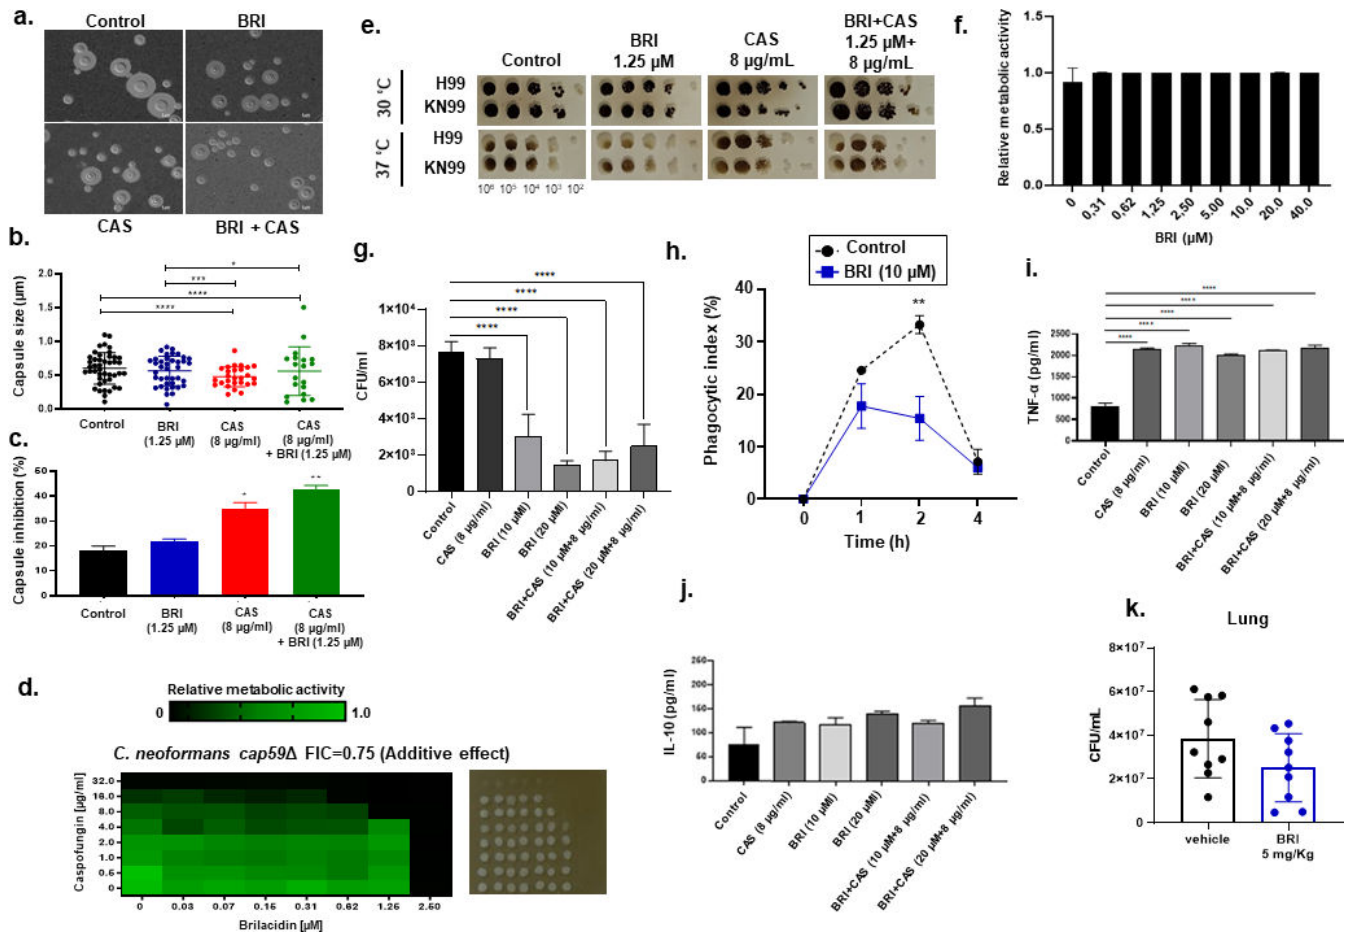 a.
Control
BRI
CAS
BRI + CAS
b.
Capsule size (µm)
2.0
1.5
1.0
0.5
0.0
*
***
****
****
Control
BRI
(1.25 µM)
CAS
(8 µg/ml)
CAS
(8 µg/ml)
+ BRI (1.25 µM)
c.
Capsule inhibition (%)
60
50
40
30
20
10
0
*
**
Control
BRI
(1.25 µM)
CAS
(8 µg/ml)
CAS
(8 µg/ml)
+ BRI (1.25 µM)
d.
Relative metabolic activity
0
1.0
C. neoformans cap59Δ FIC=0.75 (Additive effect)
Caspofungin [µg/ml]
32.0
16.0
8.0
4.0
2.0
1.0
0.6
0
0
0.03
0.07
0.16
0.31
0.62
1.26
2.60
Brilacidin [µM]
e.
Control
BRI
1.25 µM
CAS
8 µg/mL
BRI+CAS
1.25 µM+
8 µg/mL
30 °C
H99
KN99
37 °C
H99
KN99
10⁶ 10⁵ 10⁴ 10³ 10²
f.
Relative metabolic activity
1.5
1.0
0.5
0.0
0
0,31
0,62
1,25
2,50
5.00
10.0
20.0
40.0
BRI (µM)
g.
CFU/ml
1×10⁴
8×10³
6×10³
4×10³
2×10³
0
****
****
****
****
Control
CAS (8 µg/ml)
BRI (10 µM)
BRI (20 µM)
BRI+CAS (10 µM+8 µg/ml)
BRI+CAS (20 µM+8 µg/ml)
h.
Control
BRI (10 µM)
Phagocytic index (%)
40
30
20
10
0
**
0
1
2
4
Time (h)
i.
TNF-α (pg/ml)
2500
2000
1500
1000
500
0
****
****
****
****
****
Control
CAS (8 µg/ml)
BRI (10 µM)
BRI (20 µM)
BRI+CAS (10 µM+8 µg/ml)
BRI+CAS (20 µM+8 µg/ml)
j.
IL-10 (pg/ml)
250
200
150
100
60
0
Control
CAS (8 µg/ml)
BRI (10 µM)
BRI (20 µM)
BRI+CAS (10 µM+8 µg/ml)
BRI+CAS (20 µM+8 µg/ml)
k.
Lung
CFU/mL
8×10⁷
6×10⁷
4×10⁷
2×10⁷
0
vehicle
BRI
5 mg/Kg